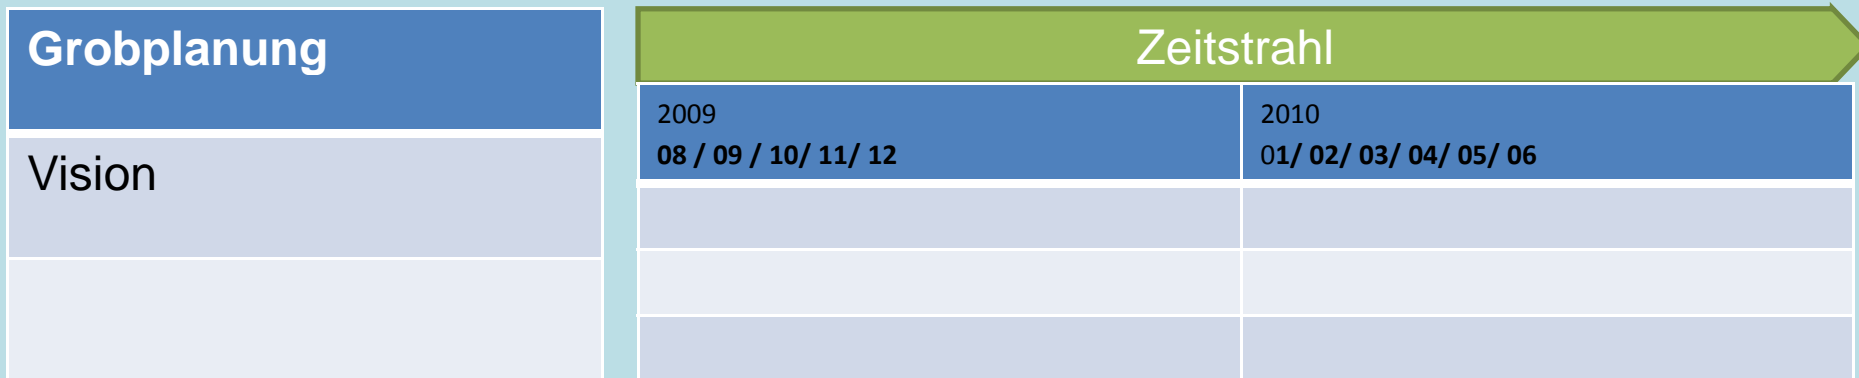 Grobplanung
Vision
Zeitstrahl
2009
08 / 09 / 10/ 11/ 12
2010
01/ 02/ 03/ 04/ 05/ 06